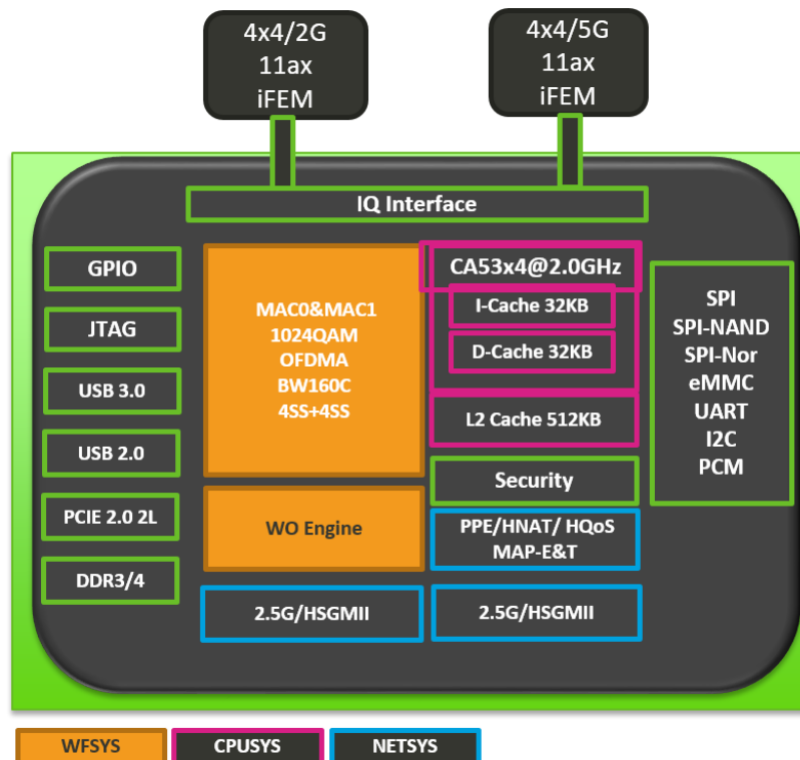 4x4/2G
11ax
iFEM
4x4/5G
11ax
iFEM
IQ Interface
GPIO
JTAG
USB 3.0
USB 2.0
PCIE 2.0 2L
DDR3/4
MAC0&MAC1
1024QAM
OFDMA
BW160C
4SS+4SS
WO Engine
2.5G/HSGMII
CA53x4@2.0GHz
I-Cache 32KB
D-Cache 32KB
L2 Cache 512KB
Security
PPE/HNAT/ HQoS
MAP-E&T
2.5G/HSGMII
SPI
SPI-NAND
SPI-Nor
eMMC
UART
I2C
PCM
WFSYS
CPUSYS
NETSYS